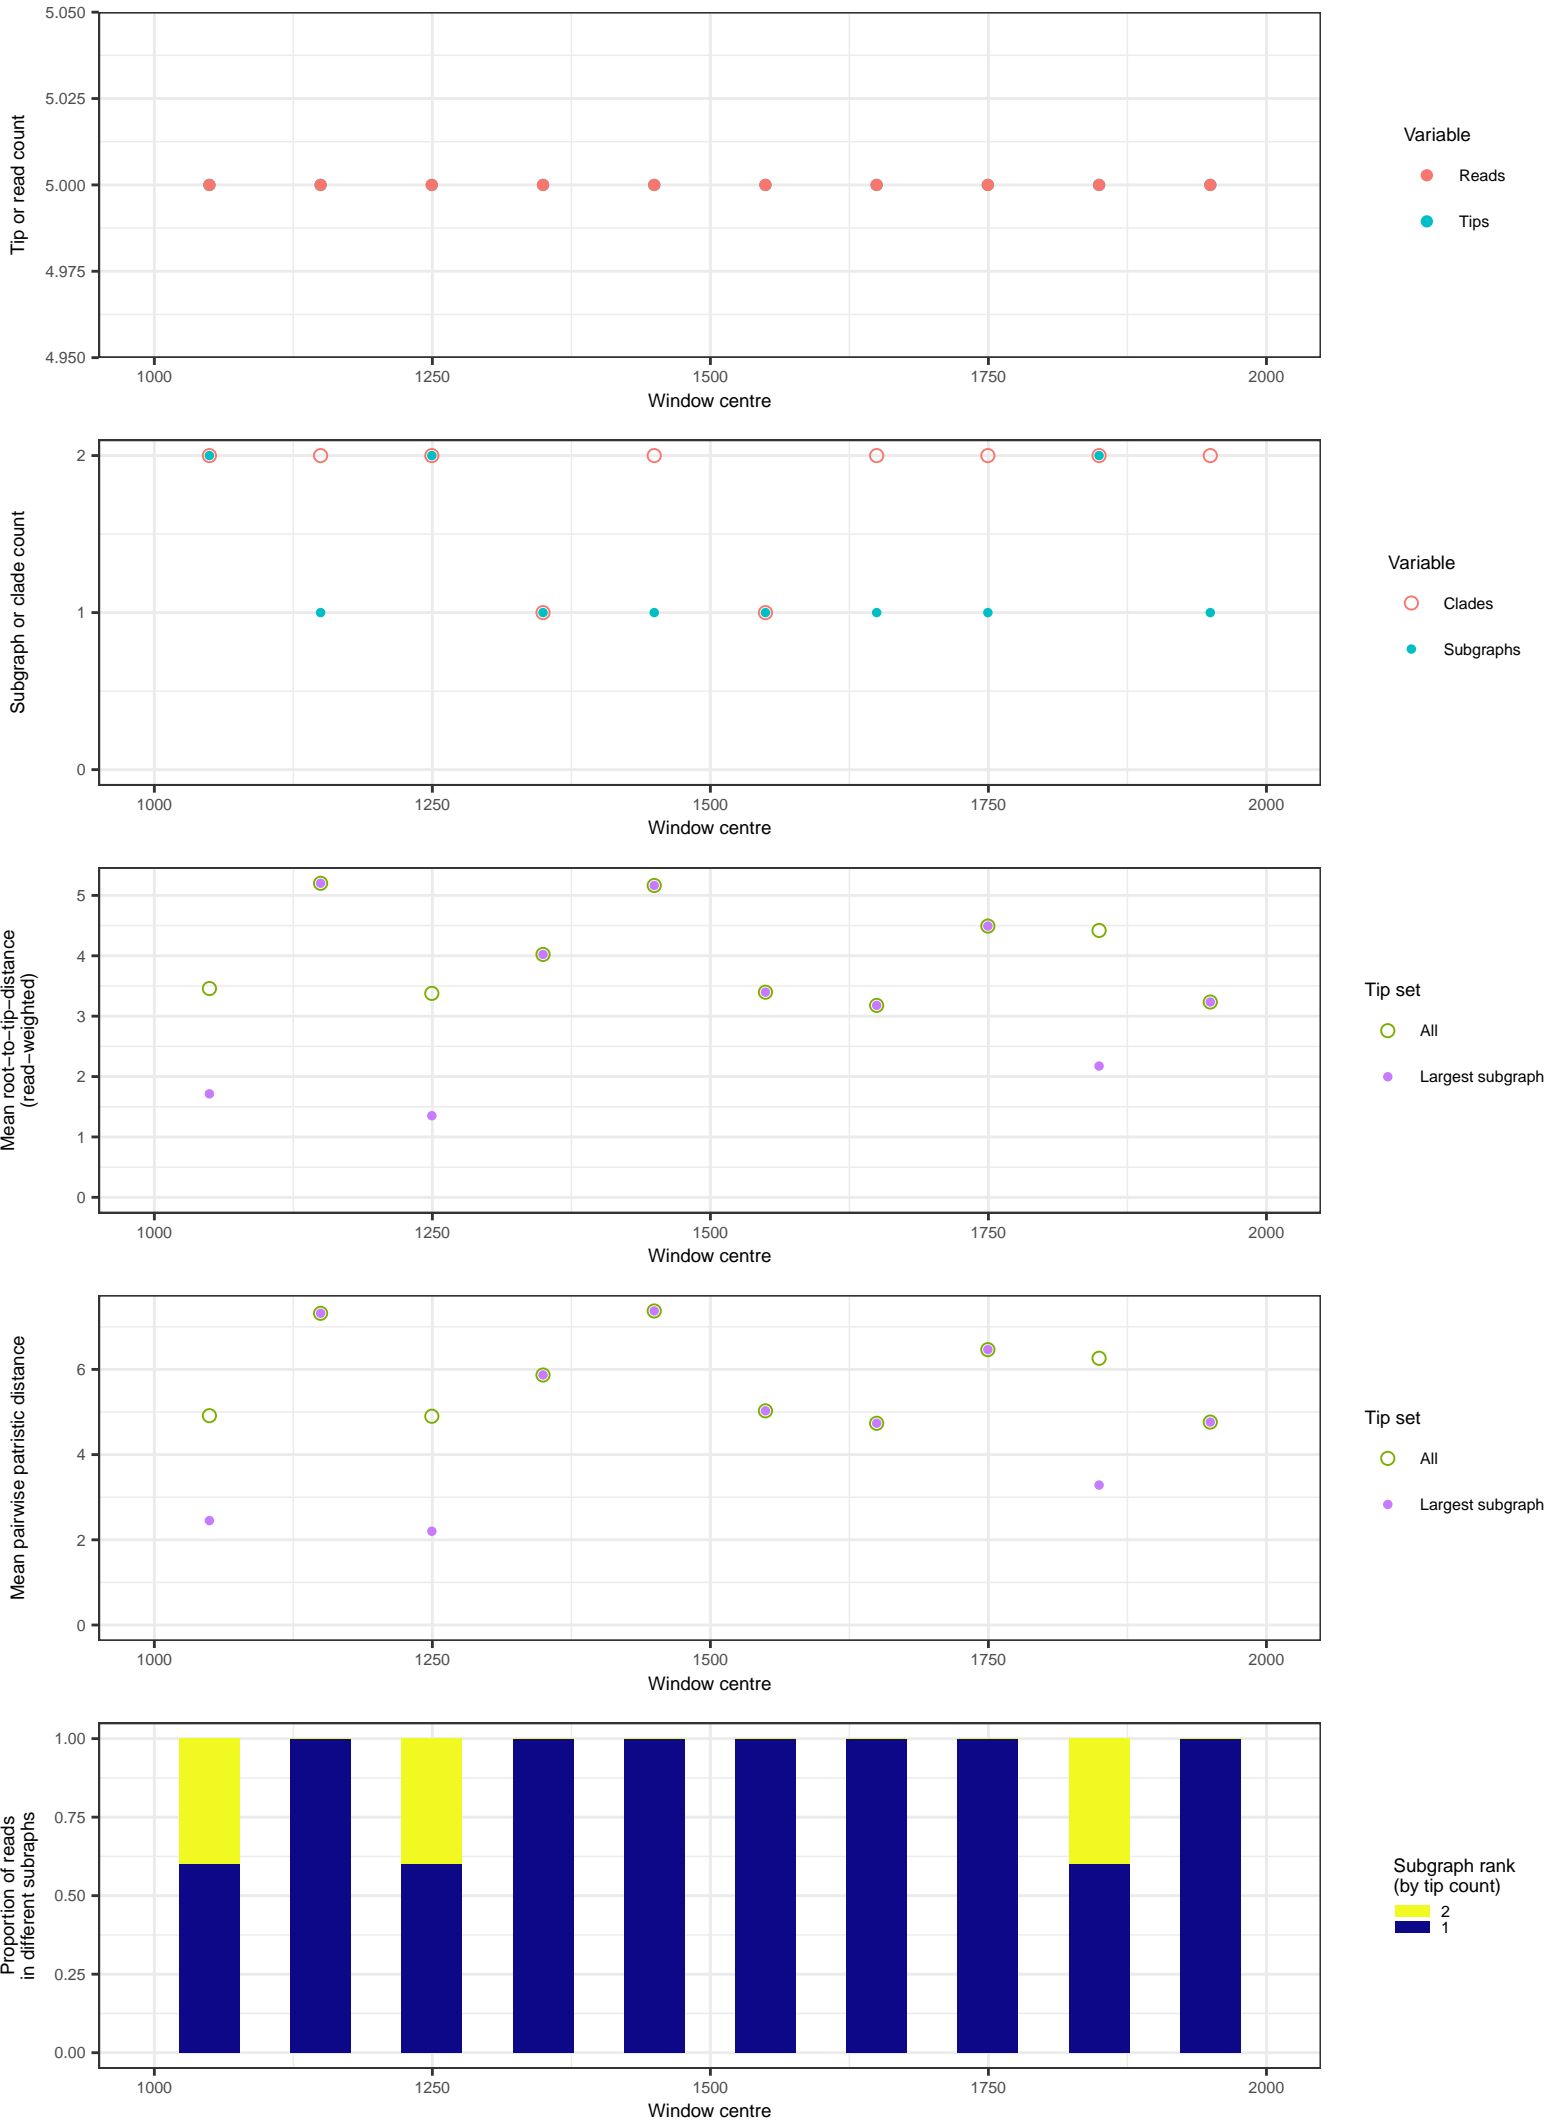 5.050
5.025
5.000
4.975
4.950
Tip or read count
1000 1250 1500 1750 2000
Window centre
Variable
Reads
Tips
2
1
0
Subgraph or clade count
1000 1250 1500 1750 2000
Window centre
Variable
Clades
Subgraphs
5
4
3
2
1
0
Mean root−to−tip−distance
(read−weighted)
1000 1250 1500 1750 2000
Window centre
Tip set
All
Largest subgraph
6
4
2
0
Mean pairwise patristic distance
1000 1250 1500 1750 2000
Window centre
Tip set
All
Largest subgraph
1.00
0.75
0.50
0.25
0.00
Proportion of reads
in different subraphs
1000 1250 1500 1750 2000
Window centre
Subgraph rank
(by tip count)
2
1